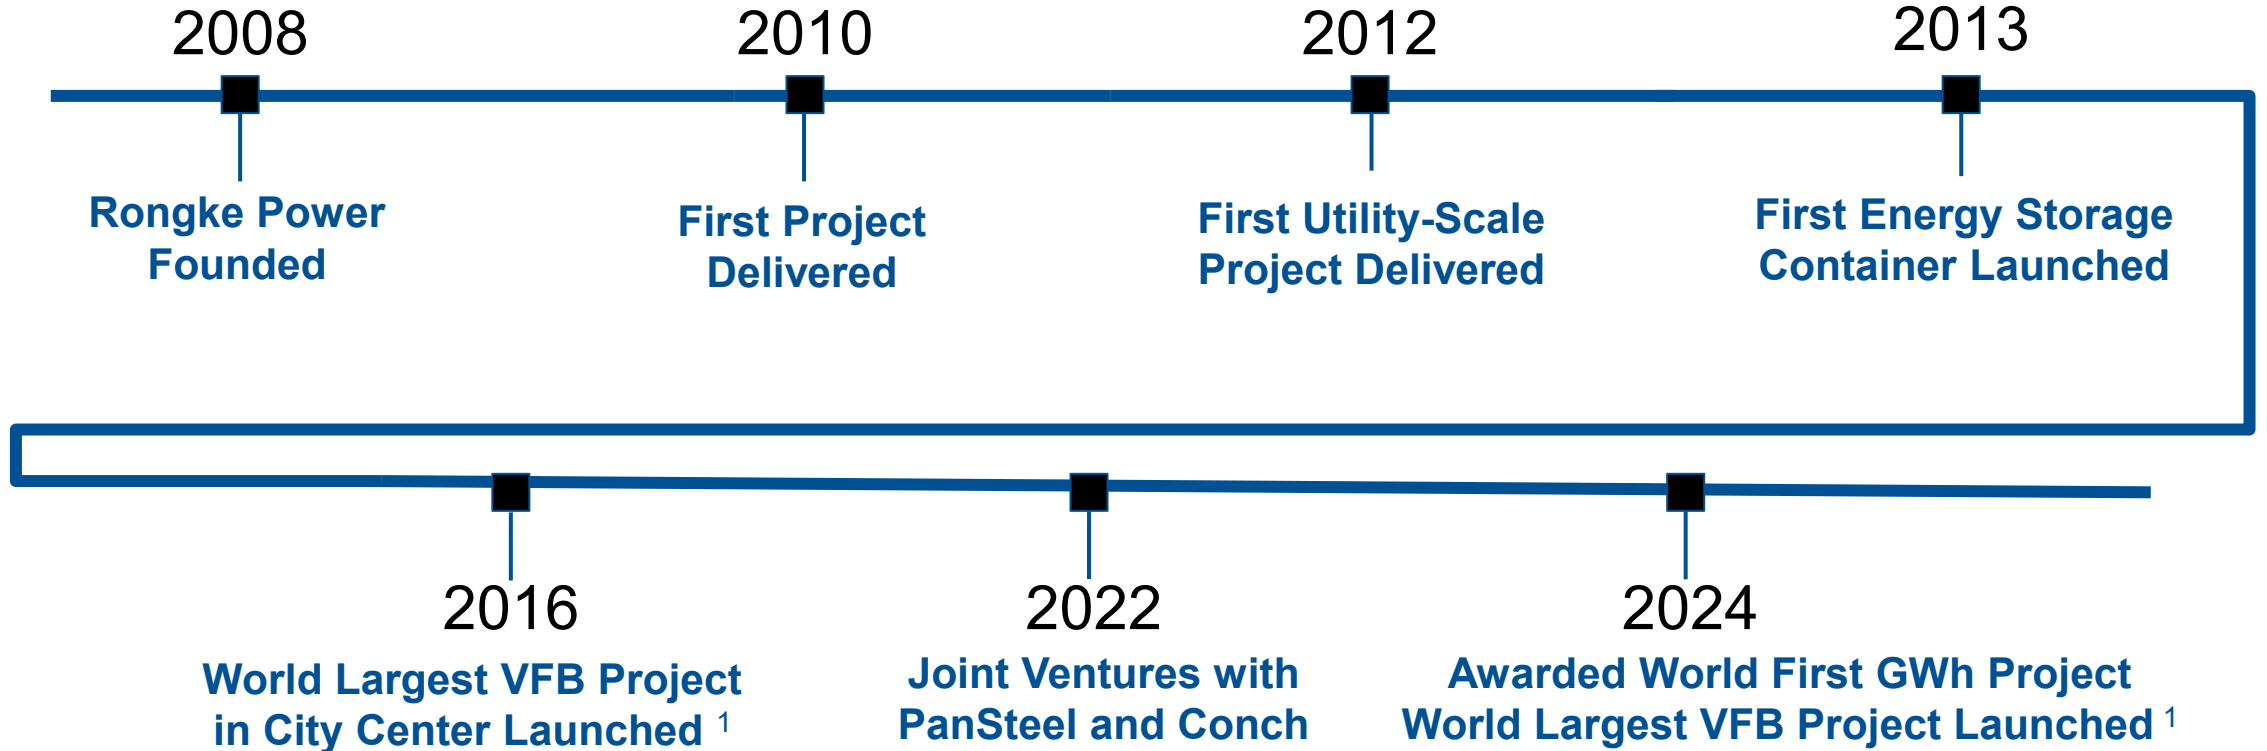 2008
Rongke Power
Founded
2010
First Project
Delivered
2012
First Utility-Scale
Project Delivered
2013
First Energy Storage
Container Launched
2016
World Largest VFB Project
in City Center Launched 1
2022
Joint Ventures with
PanSteel and Conch
2024
Awarded World First GWh Project
World Largest VFB Project Launched 1